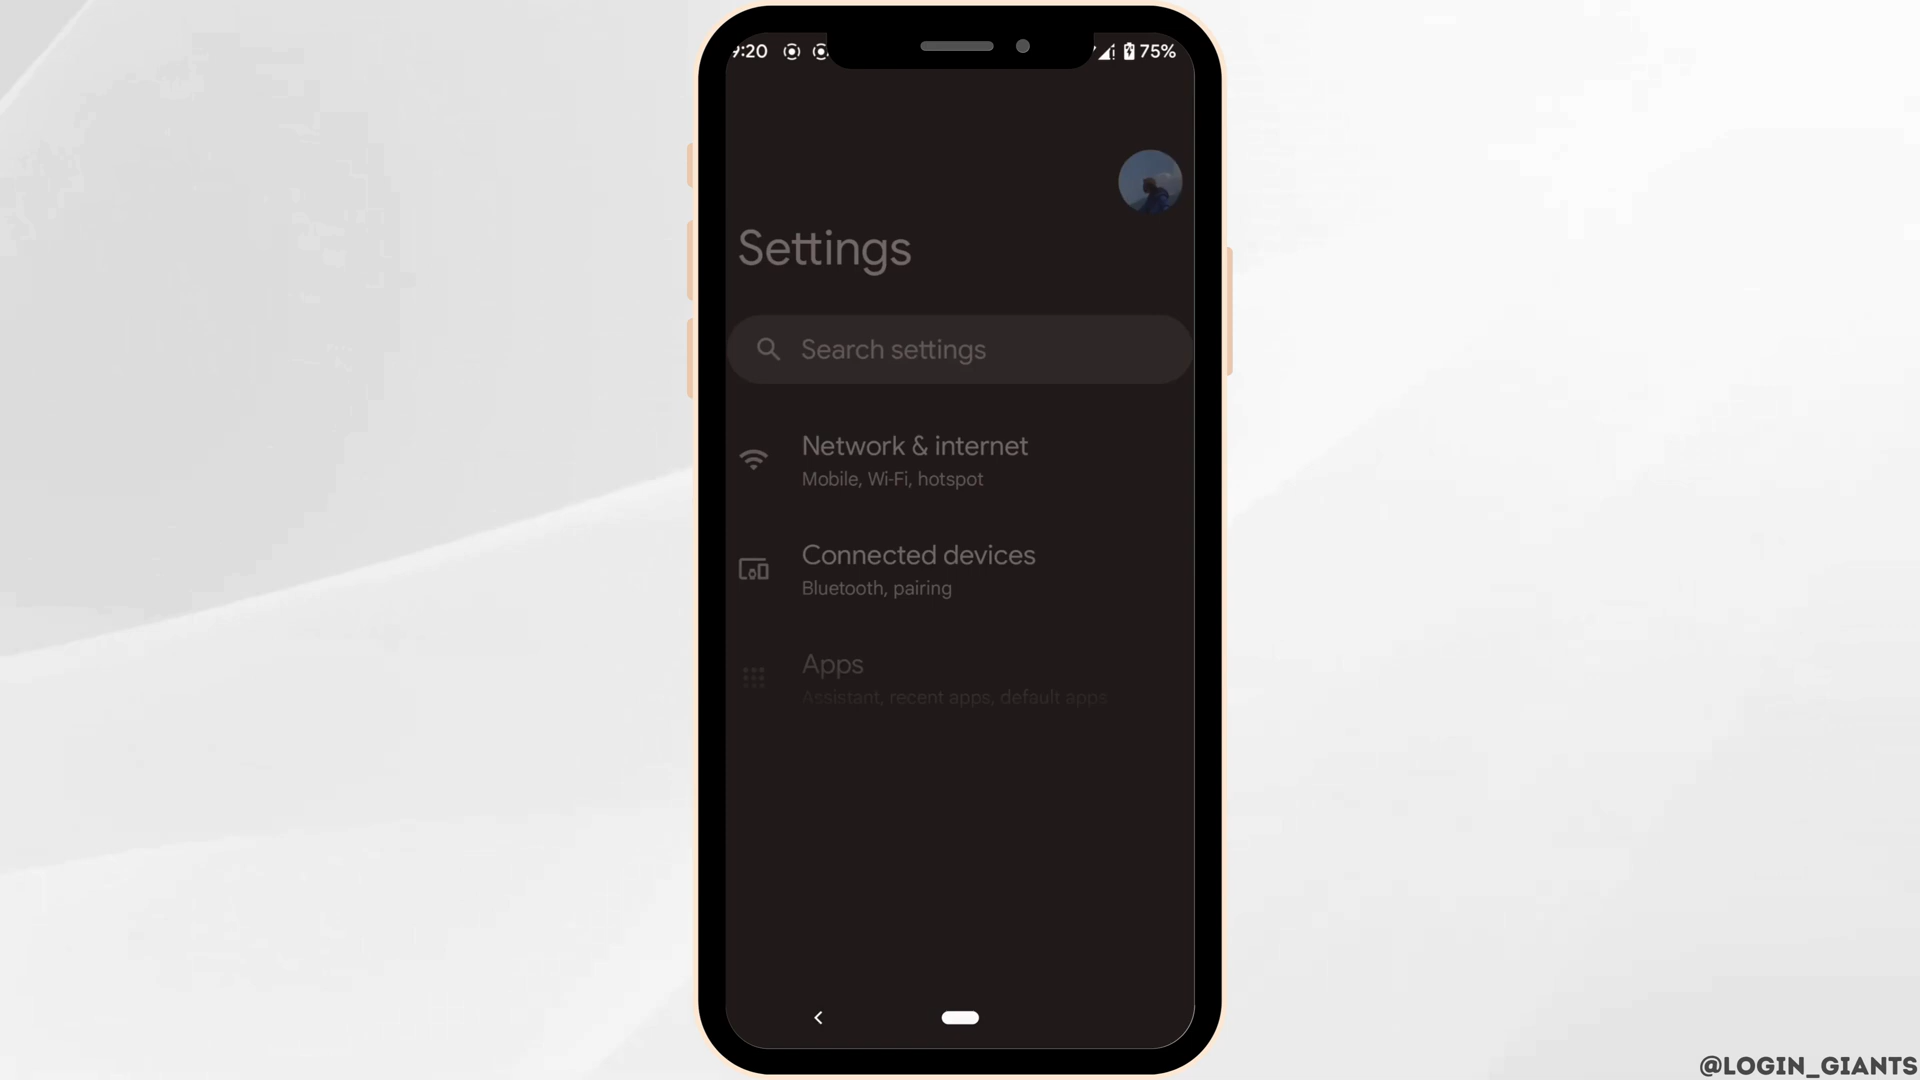 9:20
75%
Settings
Search settings
Network & internet
Mobile, Wi-Fi, hotspot
Connected devices
Bluetooth, pairing
Apps
Assistant, recent apps, default apps
@LOGIN_GIANTS